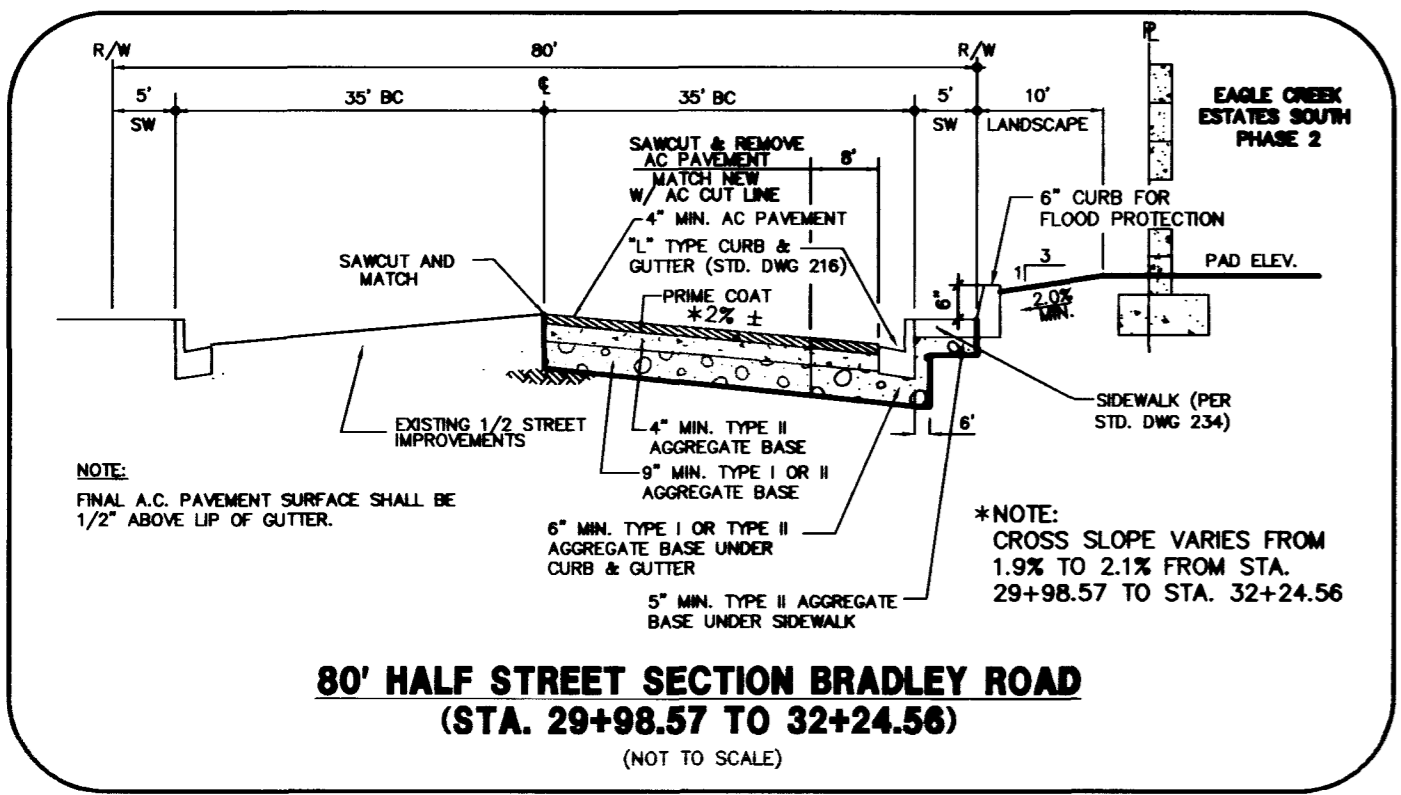 R/W
80'
R/W
PL
5'
SW
35' BC
CL
35' BC
5'
SW
10'
LANDSCAPE
EAGLE CREEK
ESTATES SOUTH
PHASE 2
SAWCUT & REMOVE
AC PAVEMENT
MATCH NEW
W/ AC CUT LINE
8'
4" MIN. AC PAVEMENT
"L" TYPE CURB &
GUTTER (STD. DWG 216)
6" CURB FOR
FLOOD PROTECTION
SAWCUT AND
MATCH
PRIME COAT
*2% ±
6"
1
3
2.0%
MIN.
PAD ELEV.
EXISTING 1/2 STREET
IMPROVEMENTS
4" MIN. TYPE II
AGGREGATE BASE
9" MIN. TYPE I OR II
AGGREGATE BASE
6'
SIDEWALK (PER
STD. DWG 234)
NOTE:
FINAL A.C. PAVEMENT SURFACE SHALL BE
1/2" ABOVE LIP OF GUTTER.
6" MIN. TYPE I OR TYPE II
AGGREGATE BASE UNDER
CURB & GUTTER
5" MIN. TYPE II AGGREGATE
BASE UNDER SIDEWALK
*NOTE:
CROSS SLOPE VARIES FROM
1.9% TO 2.1% FROM STA.
29+98.57 TO STA. 32+24.56
80' HALF STREET SECTION BRADLEY ROAD
(STA. 29+98.57 TO 32+24.56)
(NOT TO SCALE)